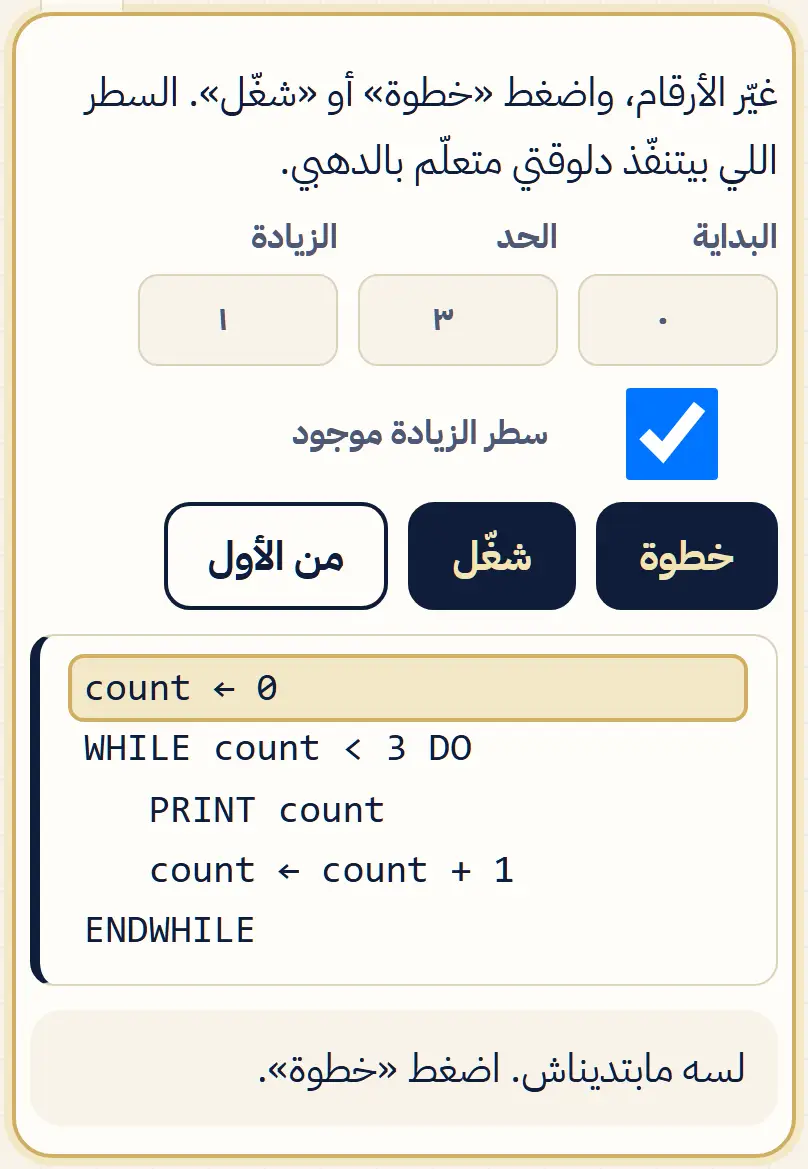 غيّر الأرقام، واضغط «خطوة» أو «شغّل». السطر
اللي بيتنفّذ دلوقتي متعلّم بالدهبي.
البداية الحد الزيادة
٠ ٣ ١
سطر الزيادة موجود
خطوة شغّل من الأول
count ← 0
WHILE count < 3 DO
PRINT count
count ← count + 1
ENDWHILE
لسه مابتديناش. اضغط «خطوة».